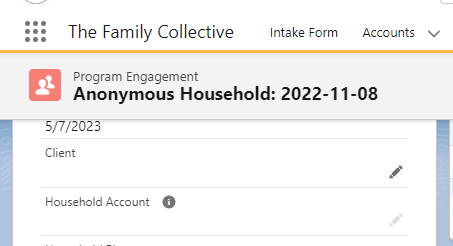 The Family Collective
Intake Form
Accounts
Program Engagement
Anonymous Household: 2022-11-08
5/7/2023
Client
Household Account